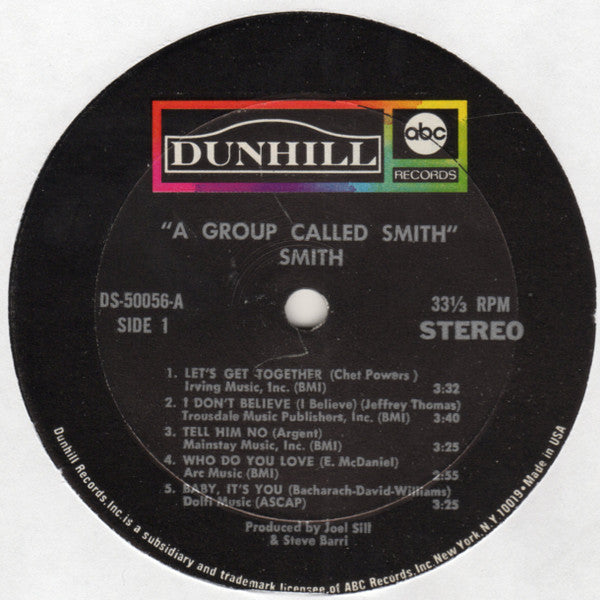 DUNHILL
abc
RECORDS
"A GROUP CALLED SMITH"
SMITH
DS-50056-A
SIDE 1
33⅓ RPM
STEREO
1. LET'S GET TOGETHER (Chet Powers )
Irving Music, Inc. (BMI) 3:32
2. I DON'T BELIEVE (I Believe) (Jeffrey Thomas)
Trousdale Music Publishers, Inc. (BMI) 3:40
3. TELL HIM NO (Argent)
Mainstay Music, Inc. (BMI) 3:25
4. WHO DO YOU LOVE (E. McDaniel)
Arc Music (BMI) 2:55
5. BABY, IT'S YOU (Bacharach-David-Williams)
Dolfi Music (ASCAP) 3:25
Produced by Joel Sill
& Steve Barri
Dunhill Records, Inc. is a subsidiary and trademark licensee of ABC Records, Inc. New York, N.Y. 10019 • Made in USA